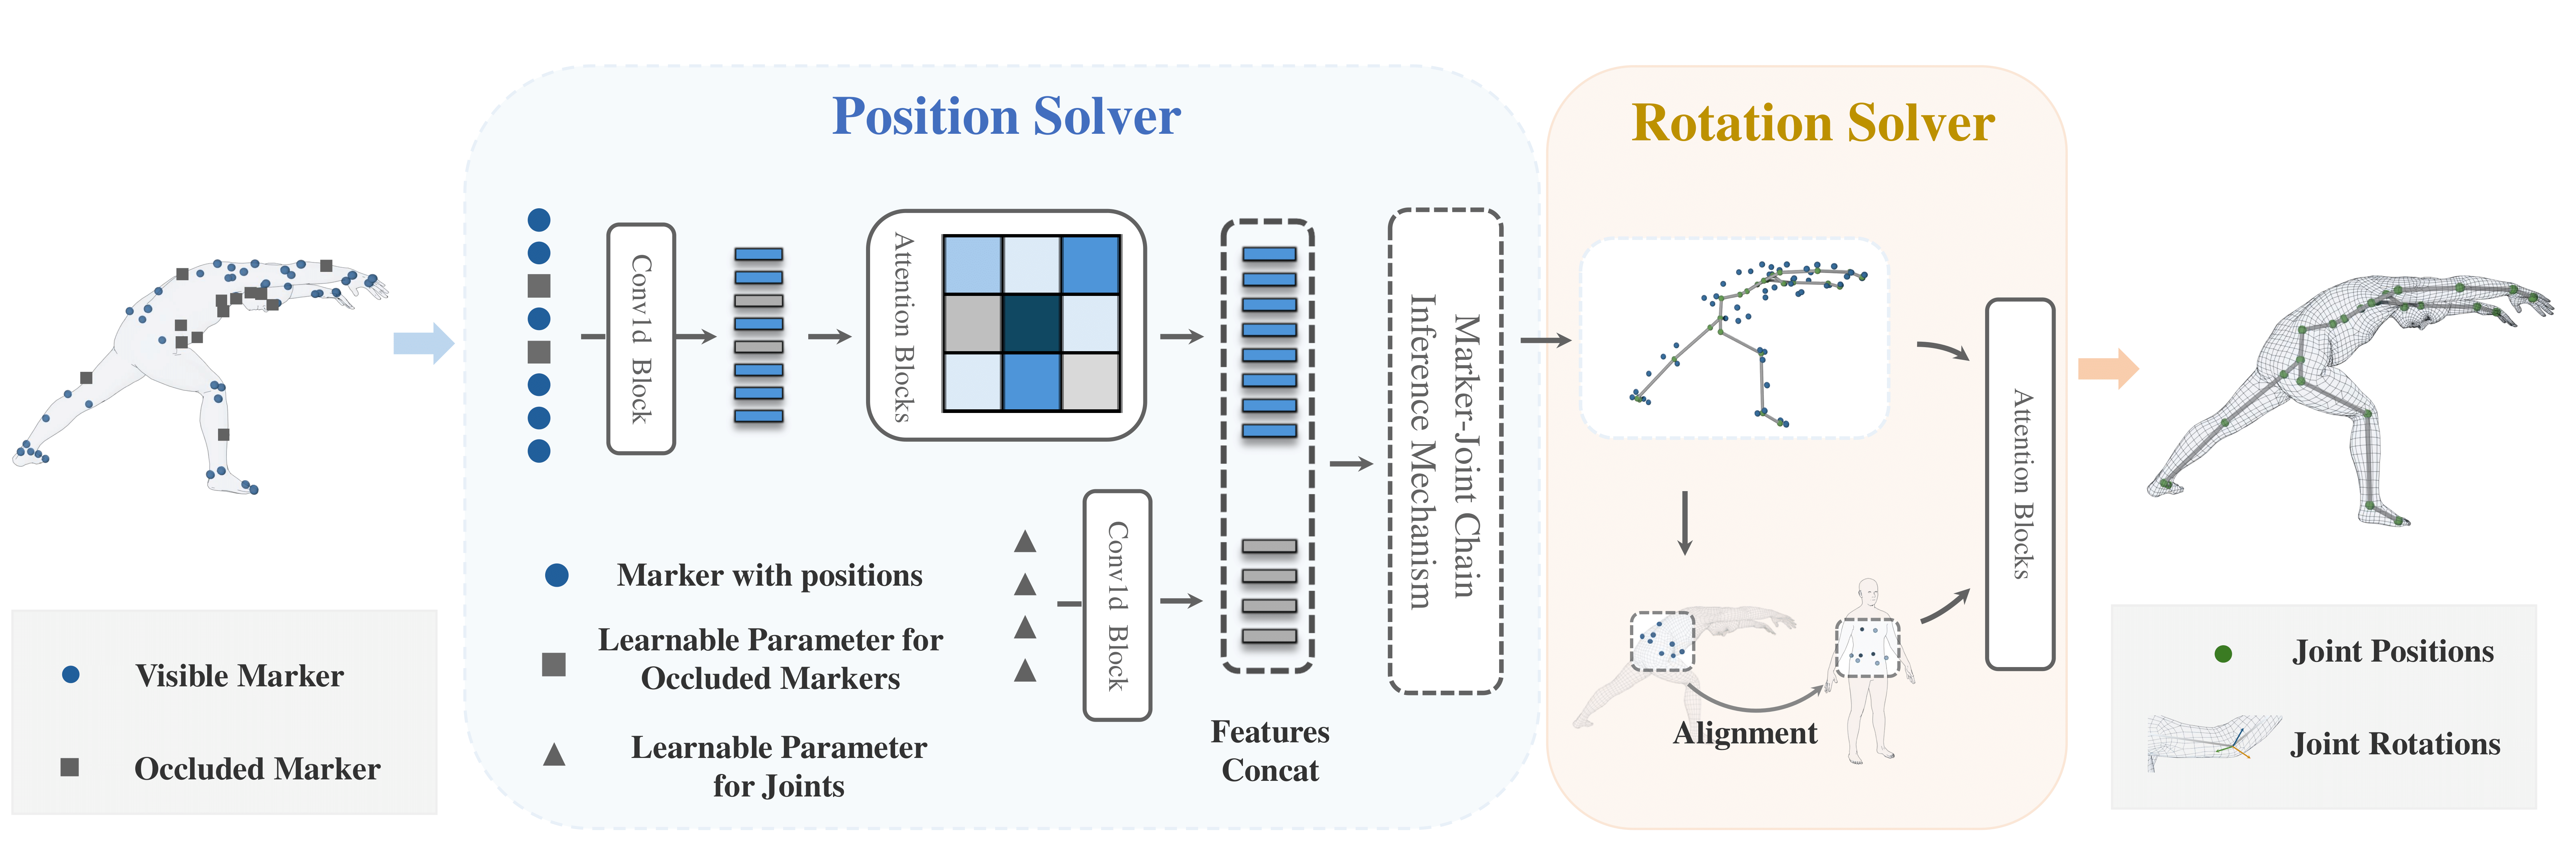 Position Solver
Rotation Solver
Conv1d Block
Attention Blocks
Marker-Joint Chain
Inference Mechanism
Attention Blocks
Conv1d Block
Marker with positions
Learnable Parameter for
Occluded Markers
Learnable Parameter
for Joints
Features
Concat
Alignment
Visible Marker
Occluded Marker
Joint Positions
Joint Rotations